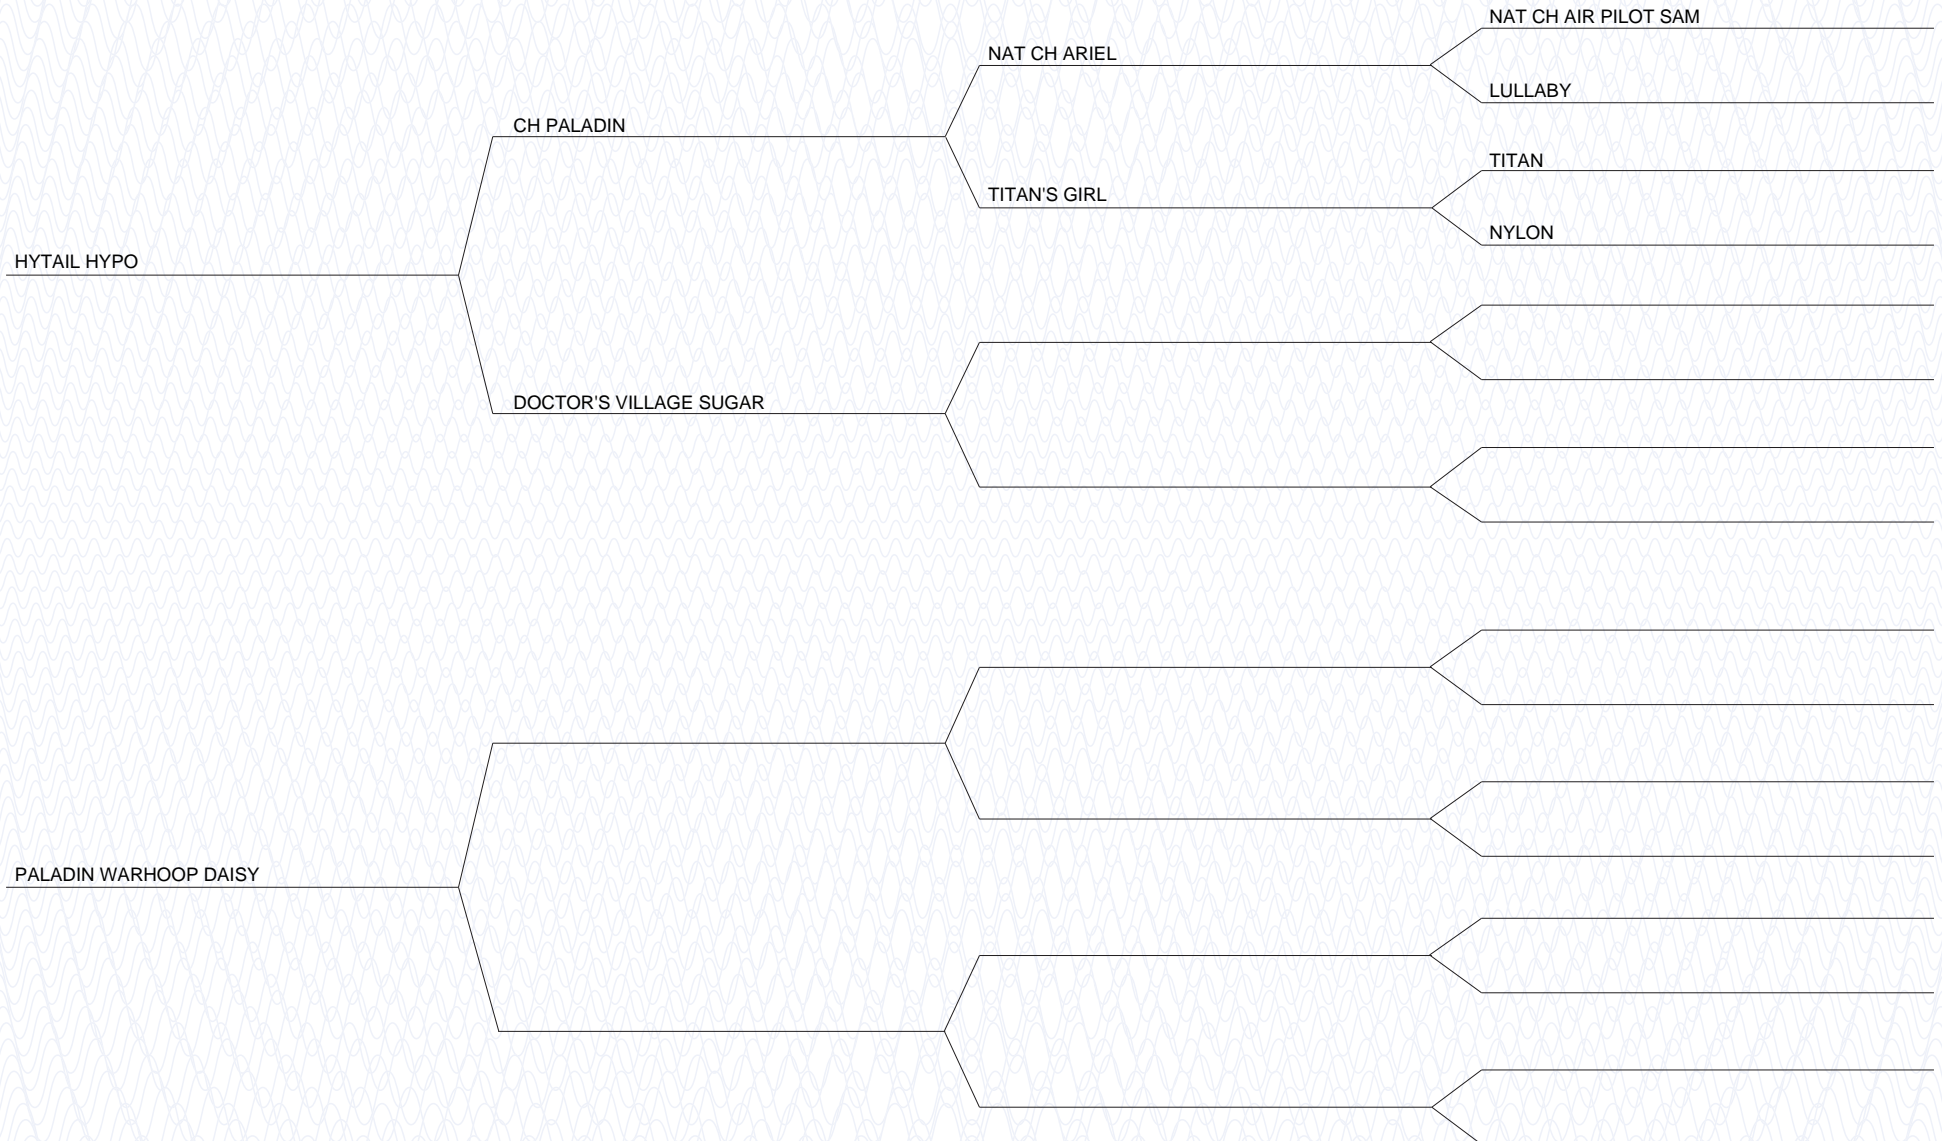 NAT CH AIR PILOT SAM
NAT CH ARIEL
LULLABY
CH PALADIN
TITAN
TITAN'S GIRL
NYLON
HYTAIL HYPO
DOCTOR'S VILLAGE SUGAR
PALADIN WARHOOP DAISY